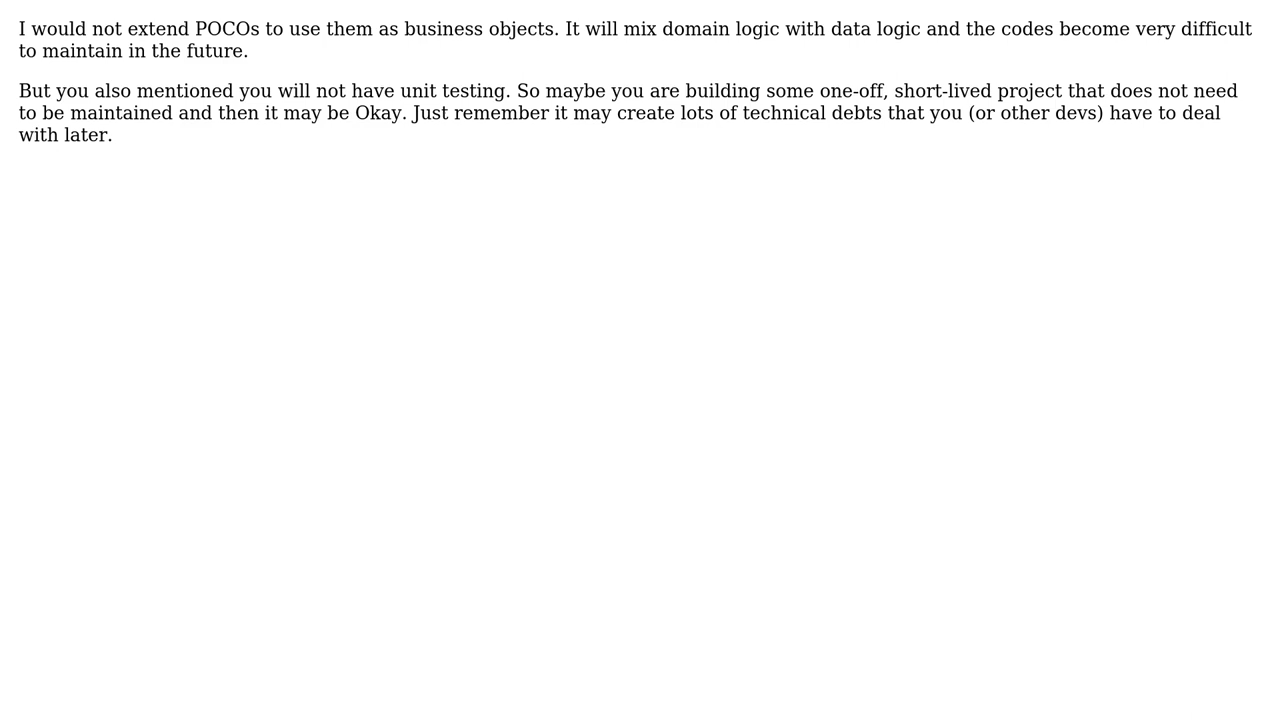 I would not extend POCOs to use them as business objects. It will mix domain logic with data logic and the codes become very difficult
to maintain in the future.
But you also mentioned you will not have unit testing. So maybe you are building some one-off, short-lived project that does not need
to be maintained and then it may be Okay. Just remember it may create lots of technical debts that you (or other devs) have to deal
with later.